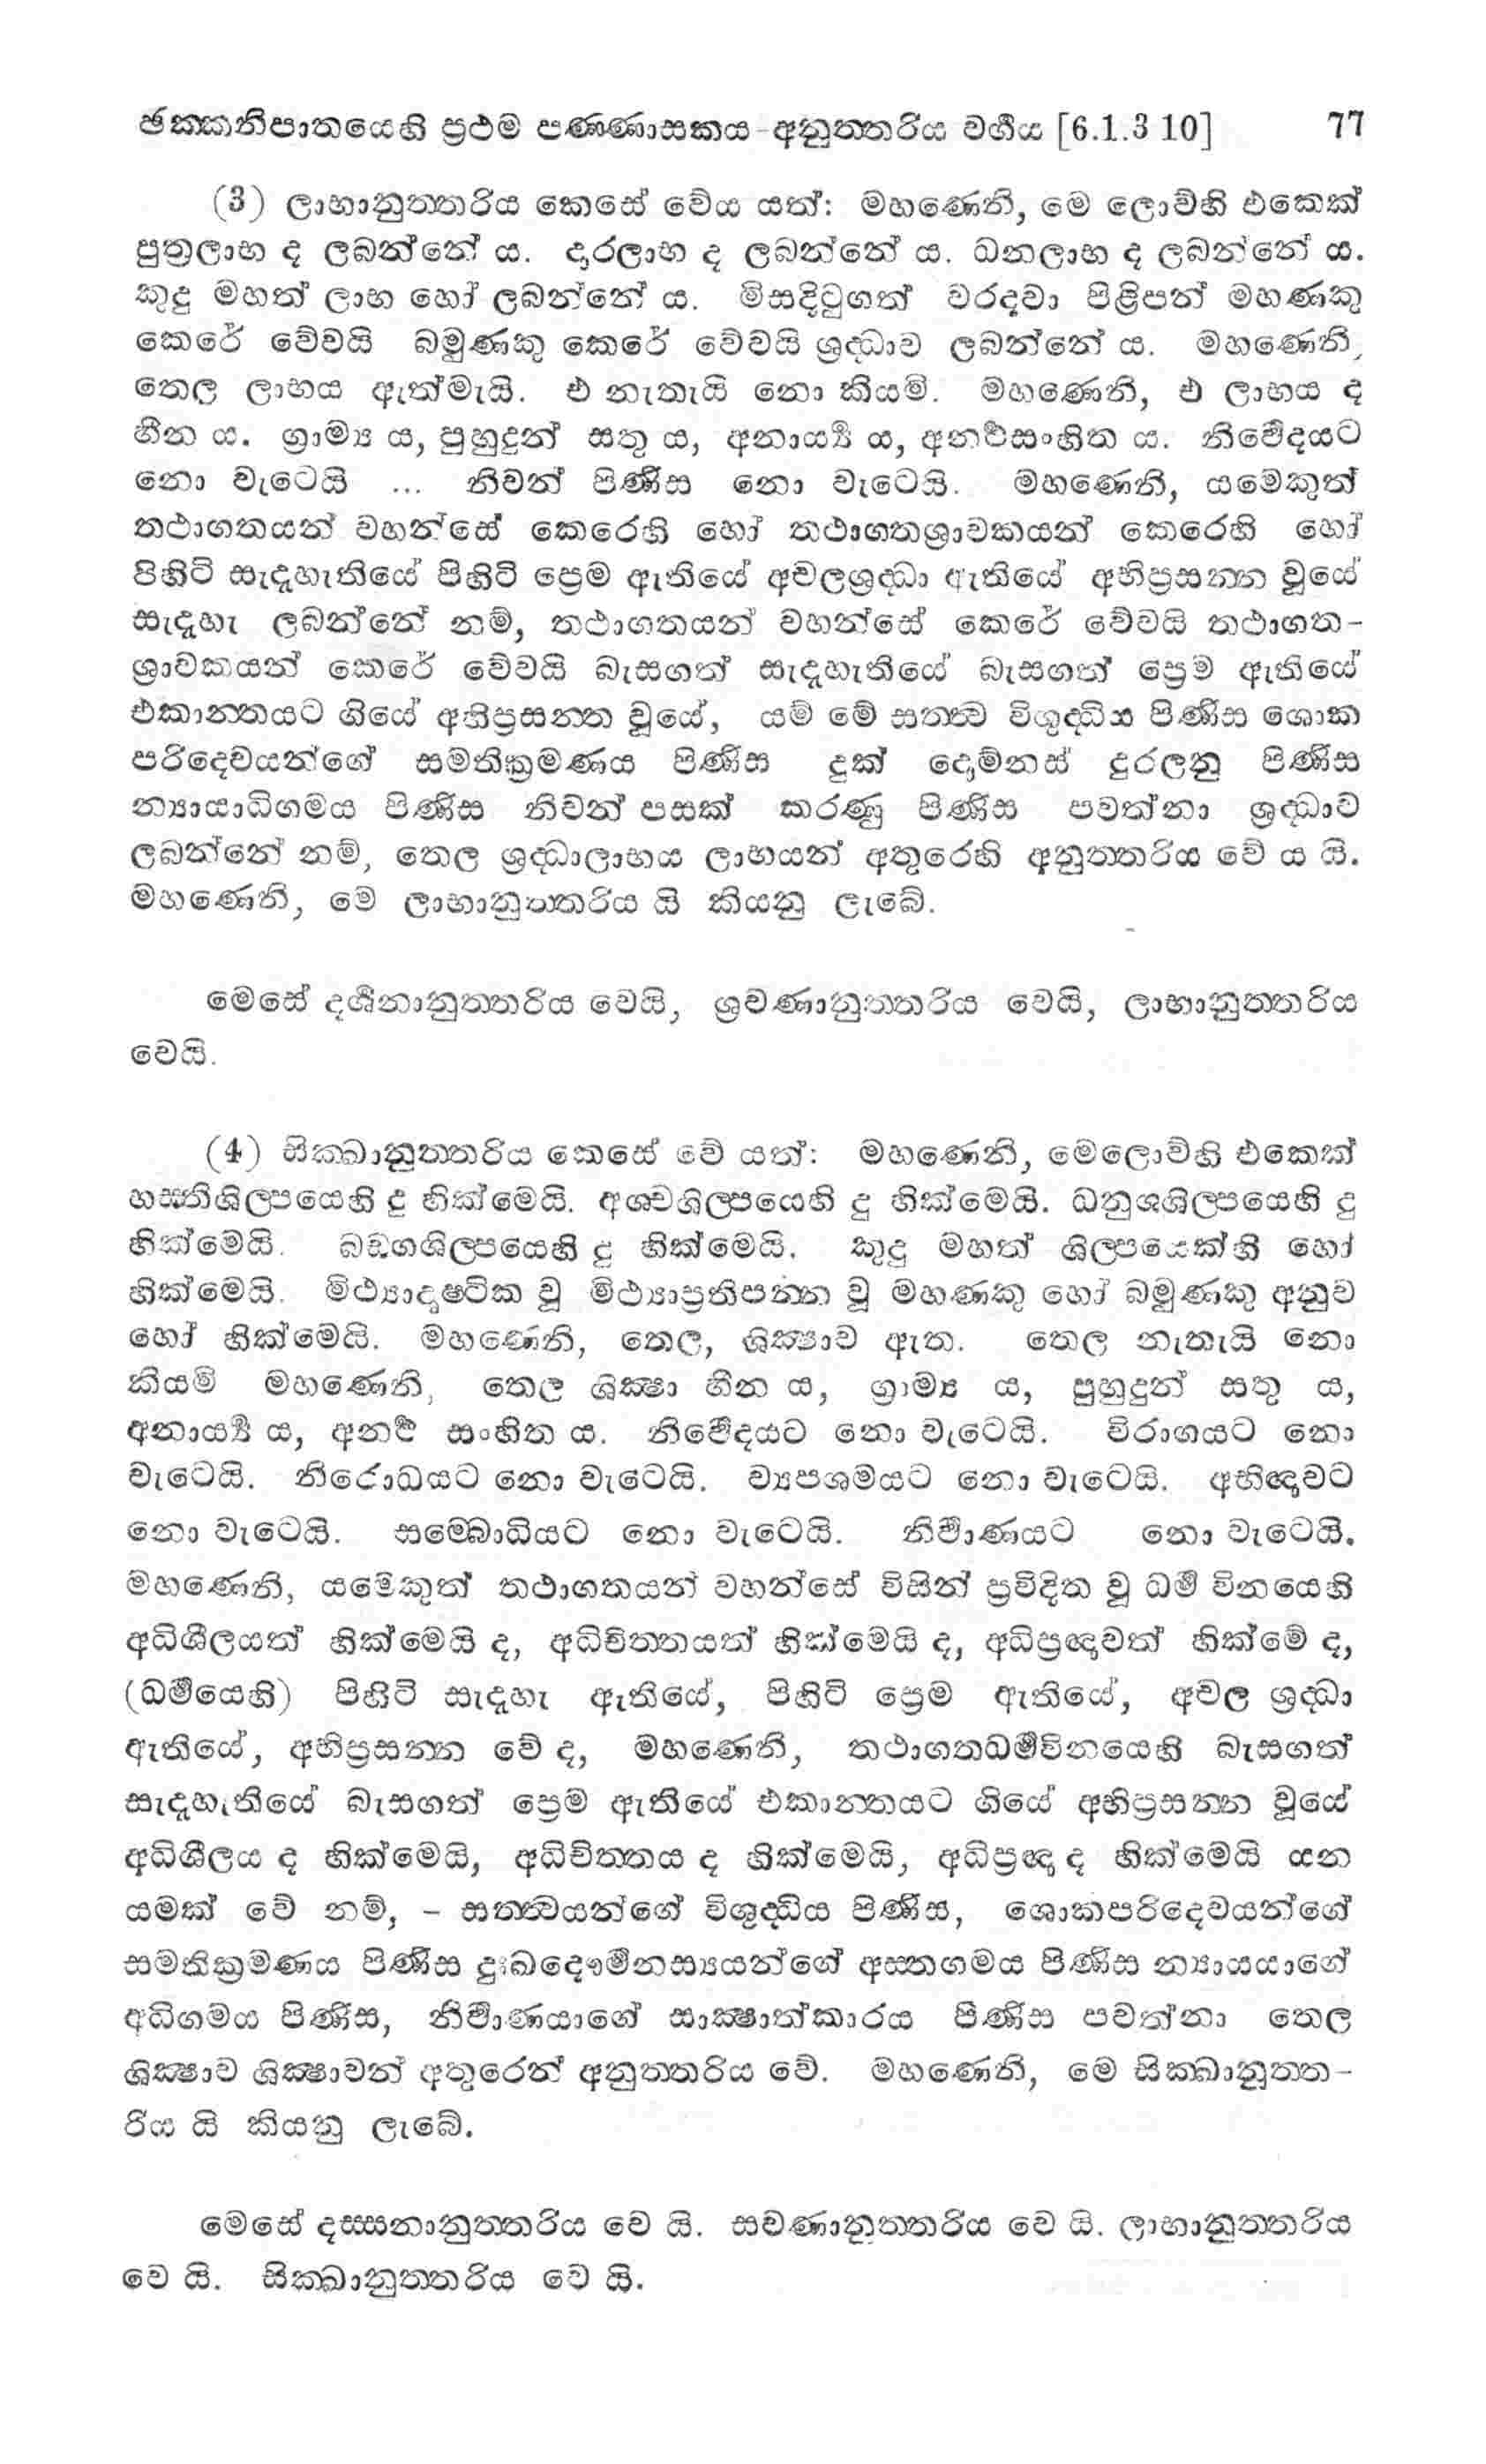 ඡක්කනිපාතයෙහි ප්‍රථම පණ්ණාසකය-අනුත්තරිය වර්‍ගය [6.1.3 10] 77
(3) ලාභානුත්තරිය කෙසේ වේය යත්: මහණෙනි, මෙ ලොව්හි එකෙක්
පුත්‍රලාභ ද ලබන්නේ ය. දාරලාභ ද ලබන්නේ ය. ධනලාභ ද ලබන්නේ ය.
කුදු මහත් ලාභ හෝ ලබන්නේ ය. මිසදිටුගත් වරදවා පිළිපන් මහණකු
කෙරේ වේවයි බමුණකු කෙරේ වේවයි ශ්‍රද්ධාව ලබන්නේ ය. මහණෙනි,
තෙල ලාභය ඇත්මැයි. එ නැතැයි නො කියමි. මහණෙනි, එ ලාභය ද
හීන ය. ග්‍රාම්‍ය ය, පුහුදුන් සතු ය, අනාර්‍ය්‍ය ය, අනර්‍ථසංහිත ය. නිර්‍වේදයට
නො වැටෙයි ... නිවන් පිණිස නො වැටෙයි. මහණෙනි, යමෙකුත්
තථාගතයන් වහන්සේ කෙරෙහි හෝ තථාගතශ්‍රාවකයන් කෙරෙහි හෝ
පිහිටි සැදැහැතියේ පිහිටි ප්‍රෙම ඇතියේ අචලශ්‍රද්ධා ඇතියේ අභිප්‍රසන්න වූයේ
සැදැහැ ලබන්නේ නම්, තථාගතයන් වහන්සේ කෙරේ වේවයි තථාගත-
ශ්‍රාවකයන් කෙරේ වේවයි බැසගත් සැදැහැතියේ බැසගත් ප්‍රෙම ඇතියේ
එකාන්තයට ගියේ අභිප්‍රසන්න වූයේ, යම් මේ සත්ත්‍ව විශුද්ධිය පිණිස ශොක
පරිදෙවයන්ගේ සමතික්‍රමණය පිණිස දුක් දොම්නස් දුරලනු පිණිස
න්‍යායාධිගමය පිණිස නිවන් පසක් කරණු පිණිස පවත්නා ශ්‍රද්ධාව
ලබන්නේ නම්, තෙල ශ්‍රද්ධාලාභය ලාභයන් අතුරෙහි අනුත්තරිය වේ ය යි.
මහණෙනි, මෙ ලාභානුත්තරිය යි කියනු ලැබේ.
මෙසේ දර්‍ශනානුත්තරිය වෙයි, ශ්‍රවණානුත්තරිය වෙයි, ලාභානුත්තරිය
වෙයි.
(4) සික්ඛානුත්තරිය කෙසේ වේ යත්: මහණෙනි, මෙලොව්හි එකෙක්
හස්තිශිල්පයෙහි දු හික්මෙයි. අශ්වශිල්පයෙහි දු හික්මෙයි. ධනුශ්ශිල්පයෙහි දු
හික්මෙයි. ඛඩගශිල්පයෙහි දු හික්මෙයි. කුදු මහත් ශිල්පයෙක්හි හෝ
හික්මෙයි. මිථ්‍යාදෘෂ්ටික වූ මිථ්‍යාප්‍රතිපන්න වූ මහණකු හෝ බමුණකු අනුව
හෝ හික්මෙයි. මහණෙනි, තෙල, ශික්‍ෂාව ඇත. තෙල නැතැයි නො
කියමි මහණෙනි, තෙල ශික්‍ෂා හීන ය, ග්‍රාම්‍ය ය, පුහුදුන් සතු ය,
අනාර්‍ය්‍ය ය, අනර්‍ථ සංහිත ය. නිර්‍වේදයට නො වැටෙයි. විරාගයට නො
වැටෙයි. නිරෝධයට නො වැටෙයි. ව්‍යපශමයට නො වැටෙයි. අභිඥාවට
නො වැටෙයි. සම්බොධියට නො වැටෙයි. නිර්‍වාණයට නො වැටෙයි.
මහණෙනි, යමෙකුත් තථාගතයන් වහන්සේ විසින් ප්‍රවිදිත වූ ධර්‍ම විනයෙහි
අධිශීලයත් හික්මෙයි ද, අධිචිත්තයත් හික්මෙයි ද, අධිප්‍රඥාවත් හික්මේ ද,
(ධර්‍මයෙහි) පිහිටි සැදැහැ ඇතියේ, පිහිටි ප්‍රෙම ඇතියේ, අචල ශ්‍රද්ධා
ඇතියේ, අභිප්‍රසන්න වේ ද, මහණෙනි, තථාගතධර්‍මවිනයෙහි බැසගත්
සැදැහැතියේ බැසගත් ප්‍රෙම ඇතියේ එකාන්තයට ගියේ අභිප්‍රසන්න වූයේ
අධිශීලය ද හික්මෙයි, අධිචිත්තය ද හික්මෙයි, අධිප්‍රඥා ද හික්මෙයි යන
යමක් වේ නම්, – සත්ත්‍වයන්ගේ විශුද්ධිය පිණිස, ශොකපරිදෙවයන්ගේ
සමතික්‍රමණය පිණිස දුඃඛදෞර්‍මනස්‍යයන්ගේ අස්තගමය පිණිස න්‍යායයාගේ
අධිගමය පිණිස, නිර්‍වාණයාගේ සාක්‍ෂාත්කාරය පිණිස පවත්නා තෙල
ශික්‍ෂාව ශික්‍ෂාවන් අතුරෙන් අනුත්තරිය වේ. මහණෙනි, මෙ සික්ඛානුත්ත-
රිය යි කියනු ලැබේ.
මෙසේ දස්සනානුත්තරිය වෙ යි. සවණානුත්තරිය වෙ යි. ලාභානුත්තරිය
වෙ යි. සික්ඛානුත්තරිය වෙ යි.